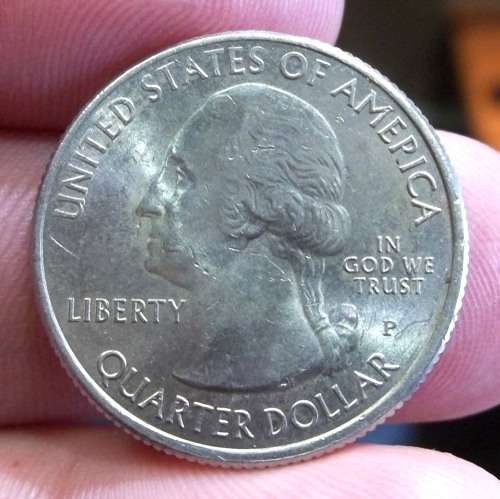 UNITED STATES OF AMERICA
LIBERTY
IN
GOD WE
TRUST
P
QUARTER DOLLAR